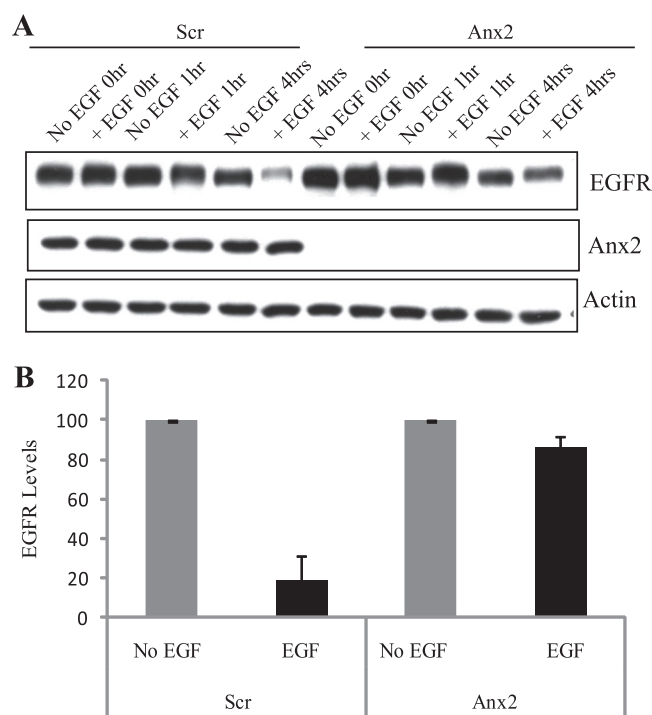 A
Scr
Anx2
No EGF 0hr
+ EGF 0hr
No EGF 1hr
+ EGF 1hr
No EGF 4hrs
+ EGF 4hrs
No EGF 0hr
+ EGF 0hr
No EGF 1hr
+ EGF 1hr
No EGF 4hrs
+ EGF 4hrs
EGFR
Anx2
Actin
B
EGFR Levels
120
100
80
60
40
20
0
No EGF
EGF
No EGF
EGF
Scr
Anx2